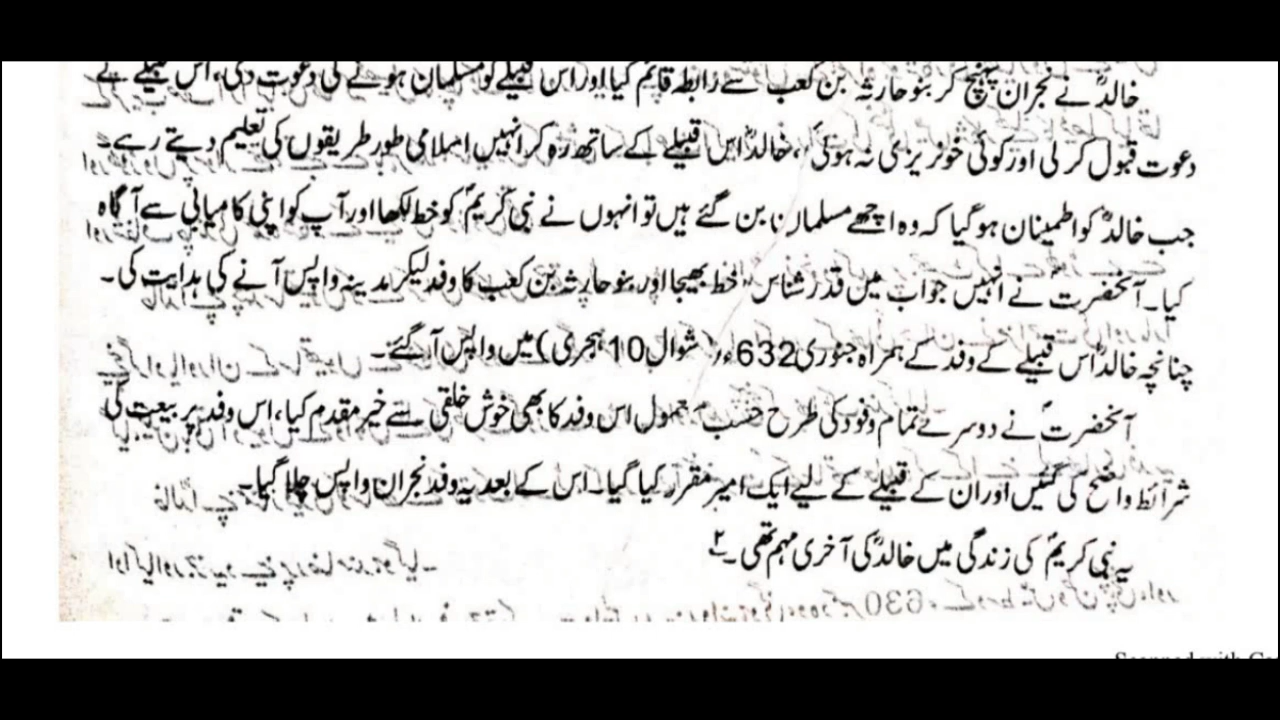 خالدؓ نے نجران پہنچ کر بنو حارثہ بن کعب سے رابطہ قائم کیا اور اس قبیلے کو مسلمان ہونے کی دعوت دی، اس قبیلے نے
دعوت قبول کر لی اور کوئی خونریزی نہ ہوئی، خالدؓ اس قبیلے کے ساتھ رہ کر انہیں اسلامی طور طریقوں کی تعلیم دیتے رہے۔
جب خالدؓ کو اطمینان ہو گیا کہ وہ اچھے مسلمان بن گئے ہیں تو انہوں نے نبی کریمؐ کو خط لکھا اور آپ کو اپنی کامیابی سے آگاہ
کیا۔ آنحضرتؐ نے انہیں جواب میں قدر شناس خط بھیجا اور بنو حارثہ بن کعب کا وفد لیکر مدینہ واپس آنے کی ہدایت کی۔
چنانچہ خالدؓ اس قبیلے کے وفد کے ہمراہ جنوری 632ء (شوال 10 ہجری) میں واپس آ گئے۔
آنحضرتؐ نے دوسرے تمام وفود کی طرح حسب معمول اس وفد کا بھی خوش خلقی سے خیر مقدم کیا، اس وفد پر بیعت کی
شرائط واضح کی گئیں اور ان کے قبیلے کے لیے ایک امیر مقرر کیا گیا۔ اس کے بعد یہ وفد نجران واپس چلا گیا۔
یہ نبی کریمؐ کی زندگی میں خالدؓ کی آخری مہم تھی۔ ۲